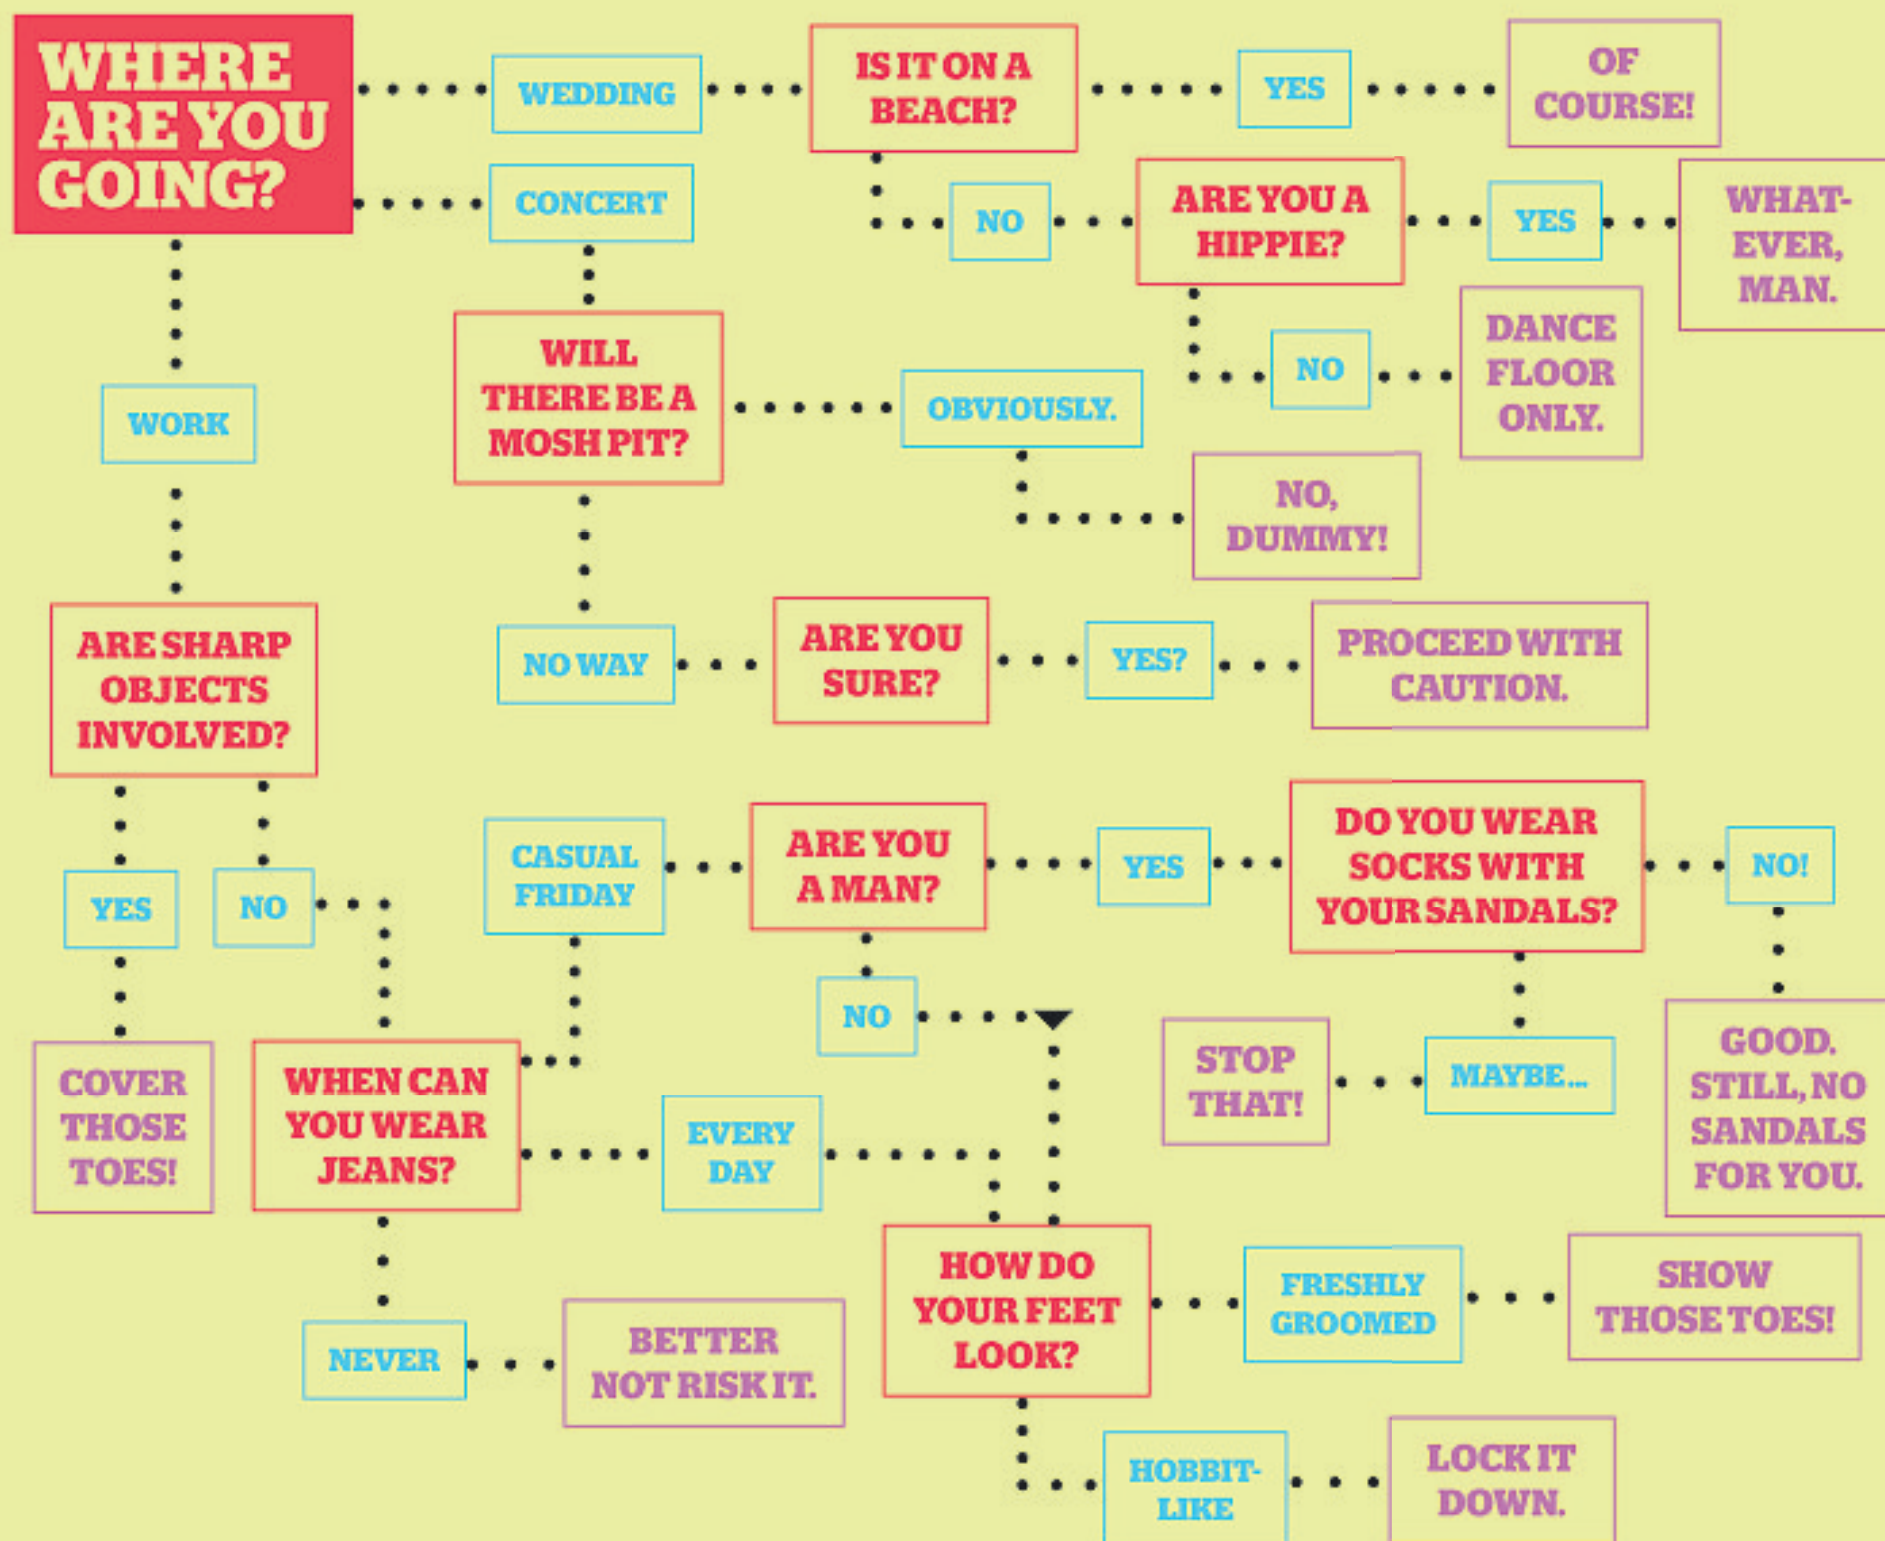 WHERE
ARE YOU
GOING?
WEDDING
IS IT ON A
BEACH?
YES
OF
COURSE!
CONCERT
NO
ARE YOU A
HIPPIE?
YES
WHAT-
EVER,
MAN.
NO
DANCE
FLOOR
ONLY.
WILL
THERE BE A
MOSH PIT?
OBVIOUSLY.
NO,
DUMMY!
NO WAY
ARE YOU
SURE?
YES?
PROCEED WITH
CAUTION.
WORK
ARE SHARP
OBJECTS
INVOLVED?
YES
NO
COVER
THOSE
TOES!
WHEN CAN
YOU WEAR
JEANS?
CASUAL
FRIDAY
ARE YOU
A MAN?
YES
DO YOU WEAR
SOCKS WITH
YOUR SANDALS?
NO!
GOOD.
STILL, NO
SANDALS
FOR YOU.
MAYBE...
STOP
THAT!
NO
EVERY
DAY
HOW DO
YOUR FEET
LOOK?
FRESHLY
GROOMED
SHOW
THOSE TOES!
NEVER
BETTER
NOT RISK IT.
HOBBIT-
LIKE
LOCK IT
DOWN.